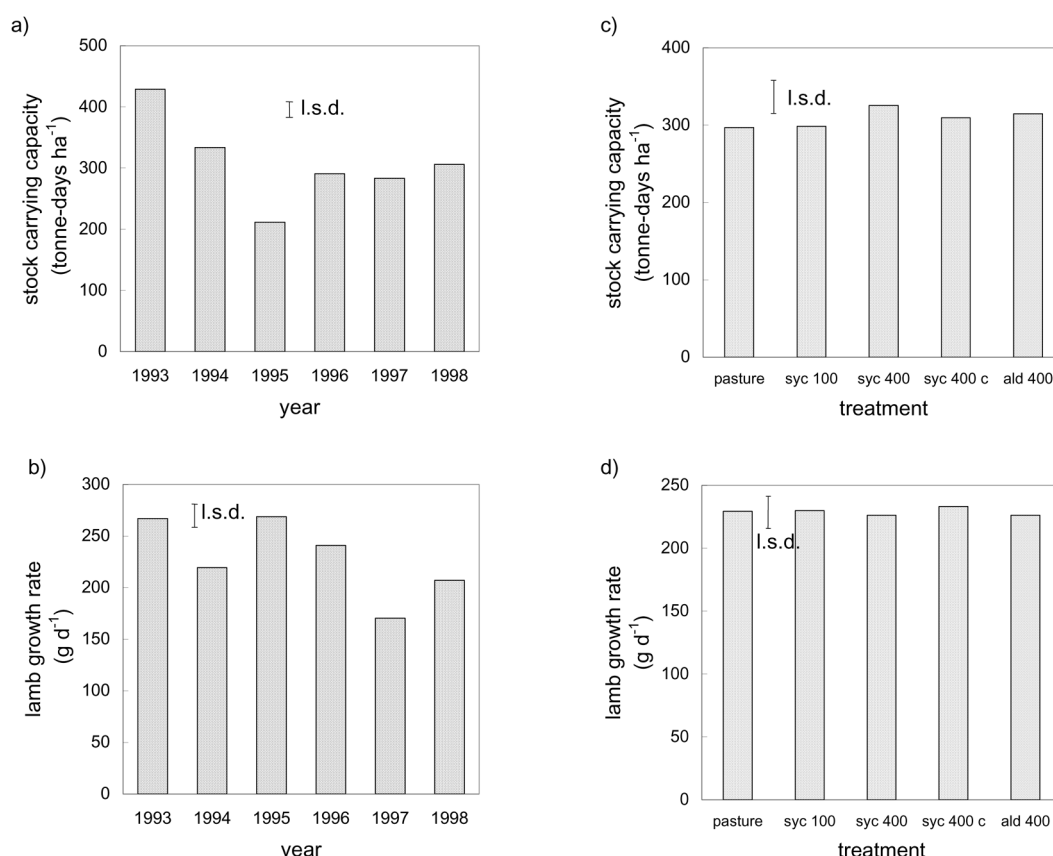 a)
500
400
300
200
100
0
stock carrying capacity
(tonne-days ha⁻¹)
l.s.d.
1993 1994 1995 1996 1997 1998
year
c)
400
300
200
100
0
stock carrying capacity
(tonne-days ha⁻¹)
l.s.d.
pasture syc 100 syc 400 syc 400 c ald 400
treatment
b)
300
250
200
150
100
50
0
lamb growth rate
(g d⁻¹)
l.s.d.
1993 1994 1995 1996 1997 1998
year
d)
250
200
150
100
50
0
lamb growth rate
(g d⁻¹)
l.s.d.
pasture syc 100 syc 400 syc 400 c ald 400
treatment